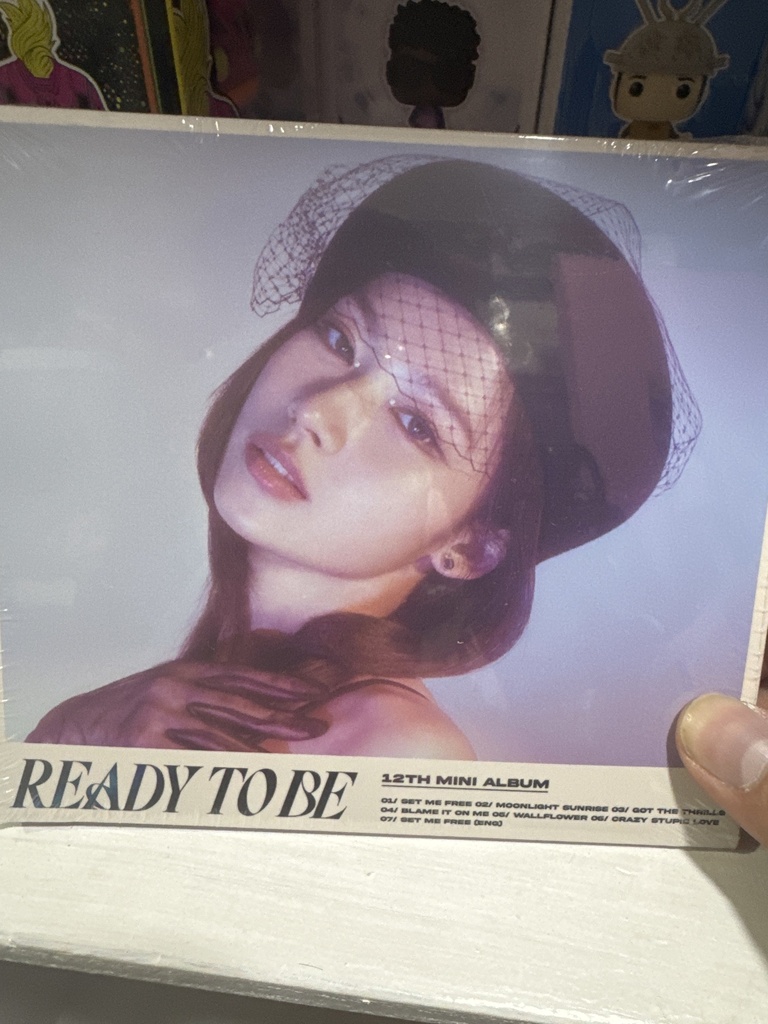 READY TO BE
12TH MINI ALBUM
01/ SET ME FREE 02/ MOONLIGHT SUNRISE 03/ GOT THE THRILLS
04/ BLAME IT ON ME 05/ WALLFLOWER 06/ CRAZY STUPID LOVE
07/ SET ME FREE (ENG)